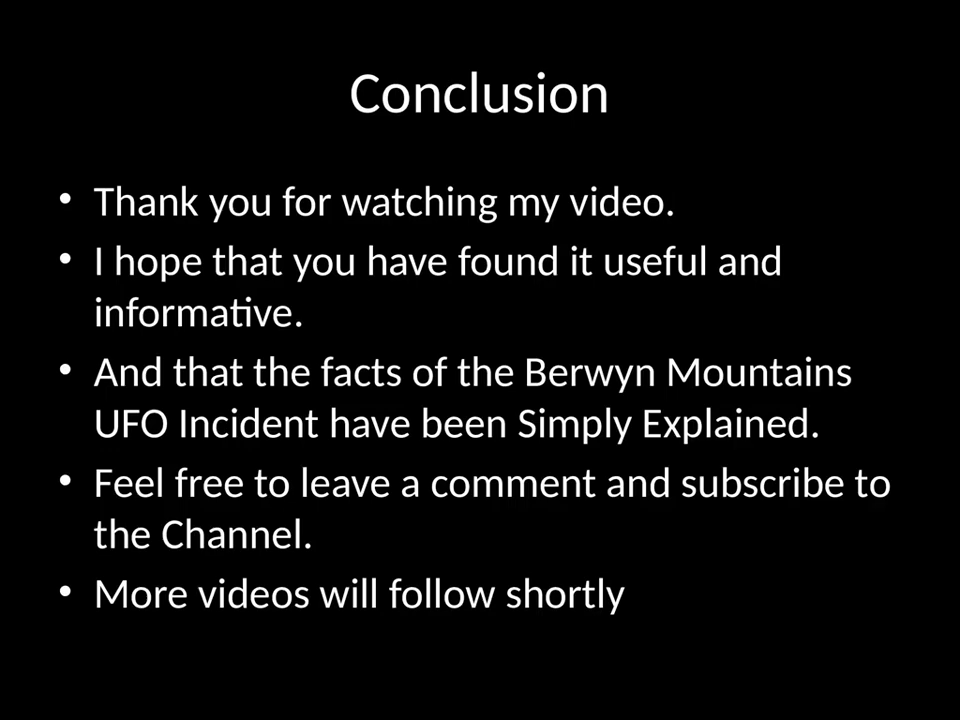 Conclusion
• Thank you for watching my video.
• I hope that you have found it useful and
informative.
• And that the facts of the Berwyn Mountains
UFO Incident have been Simply Explained.
• Feel free to leave a comment and subscribe to
the Channel.
• More videos will follow shortly